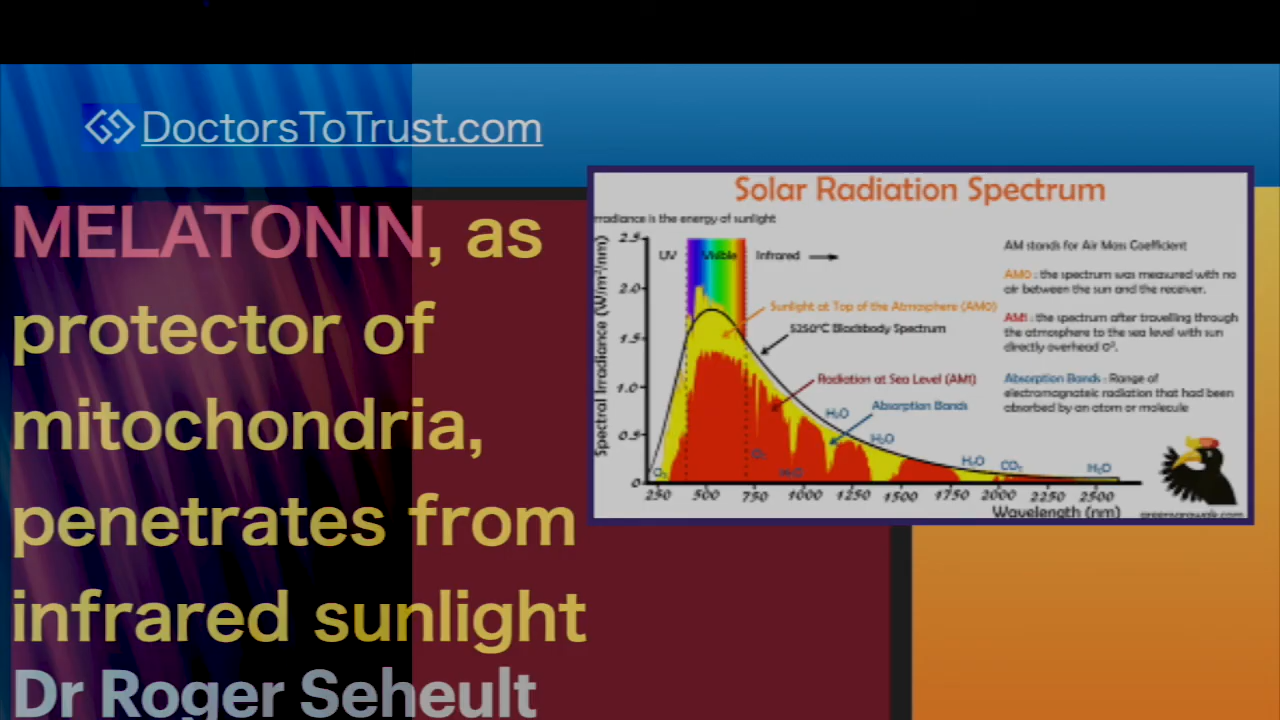 DoctorsToTrust.com
MELATONIN, as
protector of
mitochondria,
penetrates from
infrared sunlight
Dr Roger Seheult
Solar Radiation Spectrum
rradiance is the energy of sunlight
UV Visible Infrared
Spectral Irradiance (W/m²/nm)
2.5
2.0
1.5
1.0
0.5
0
Sunlight at Top of the Atmosphere (AM0)
5250°C Blackbody Spectrum
Radiation at Sea Level (AM1)
Absorption Bands
H₂O
H₂O
H₂O CO₂ H₂O
O₂
H₂O
250 500 750 1000 1250 1500 1750 2000 2250 2500
Wavelength (nm)
AM stands for Air Mass Coefficient
AM0 : the spectrum was measured with no
air between the sun and the receiver.
AM1 : the spectrum after travelling through
the atmosphere to the sea level with sun
directly overhead 0°.
Absorption Bands : Range of
electromagnateic radiation that had been
absorbed by an atom or molecule